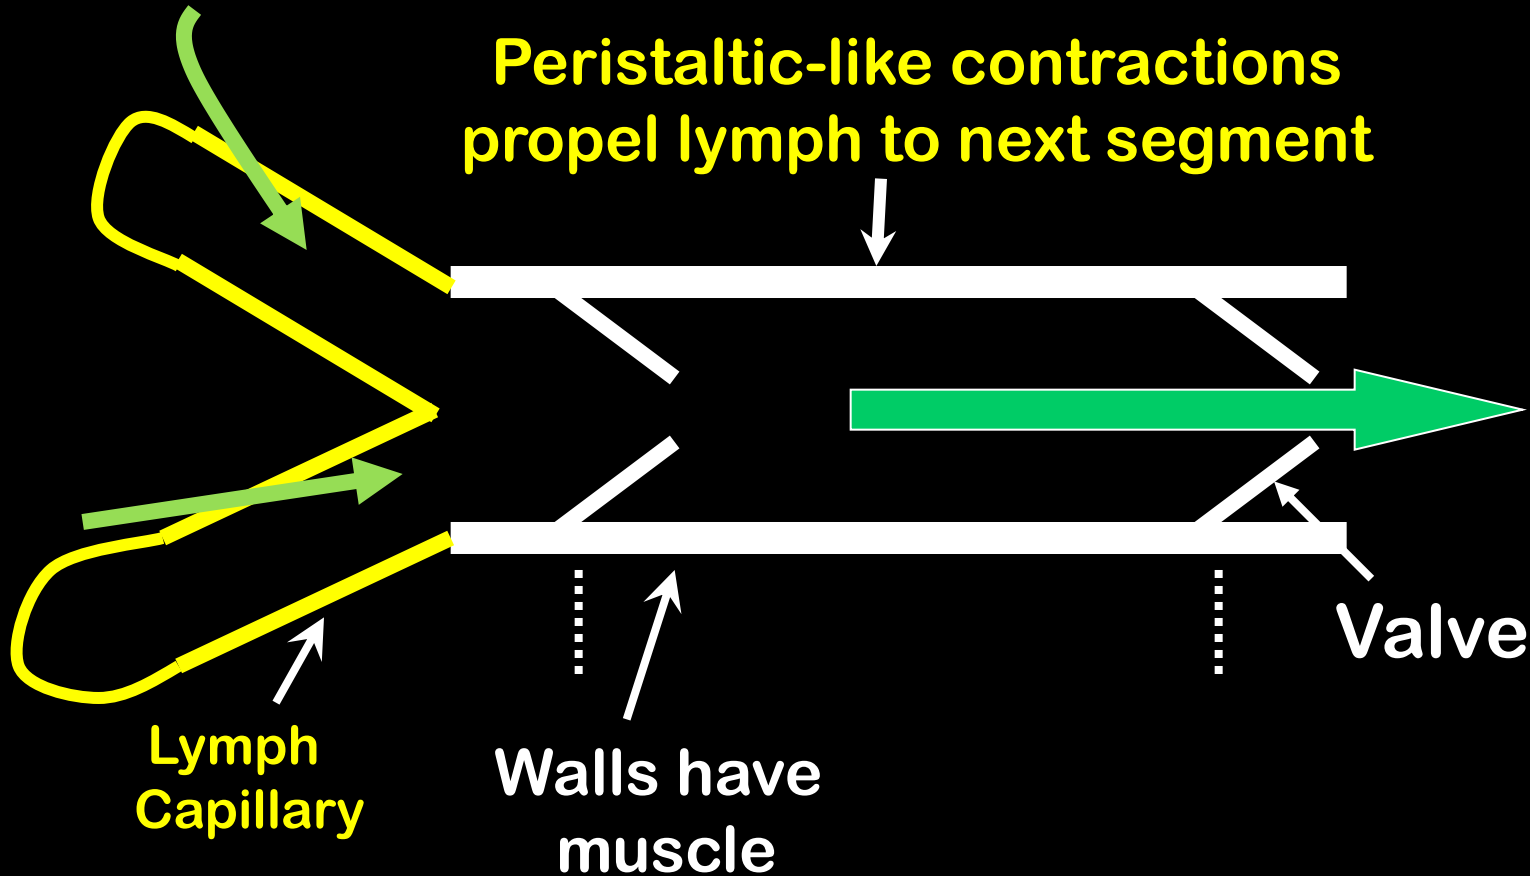 Peristaltic-like contractions
propel lymph to next segment
Valve
Lymph
Capillary
Walls have
muscle